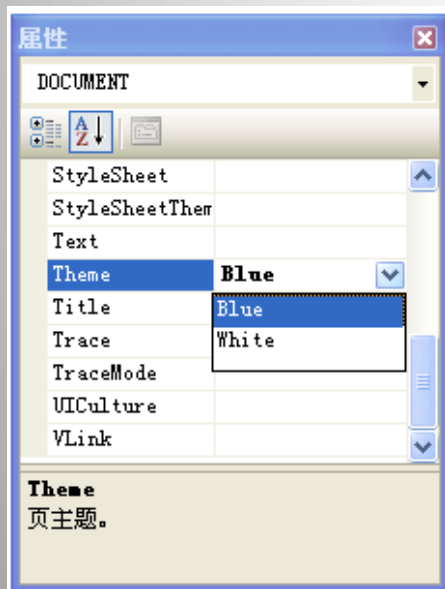 属性
DOCUMENT
A
Z
StyleSheet
StyleSheetThem
Text
Theme Blue
Title Blue
Trace White
TraceMode
UICulture
VLink
Theme
页主题。